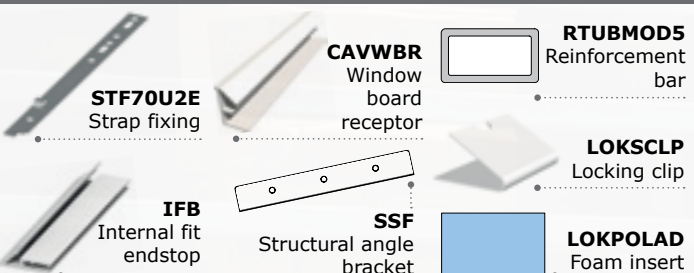 STF70U2E
Strap fixing
CAVWBR
Window
board
receptor
RTUBMOD5
Reinforcement
bar
LOKSCLP
Locking clip
IFB
Internal fit
endstop
SSF
Structural angle
bracket
LOKPOLAD
Foam insert